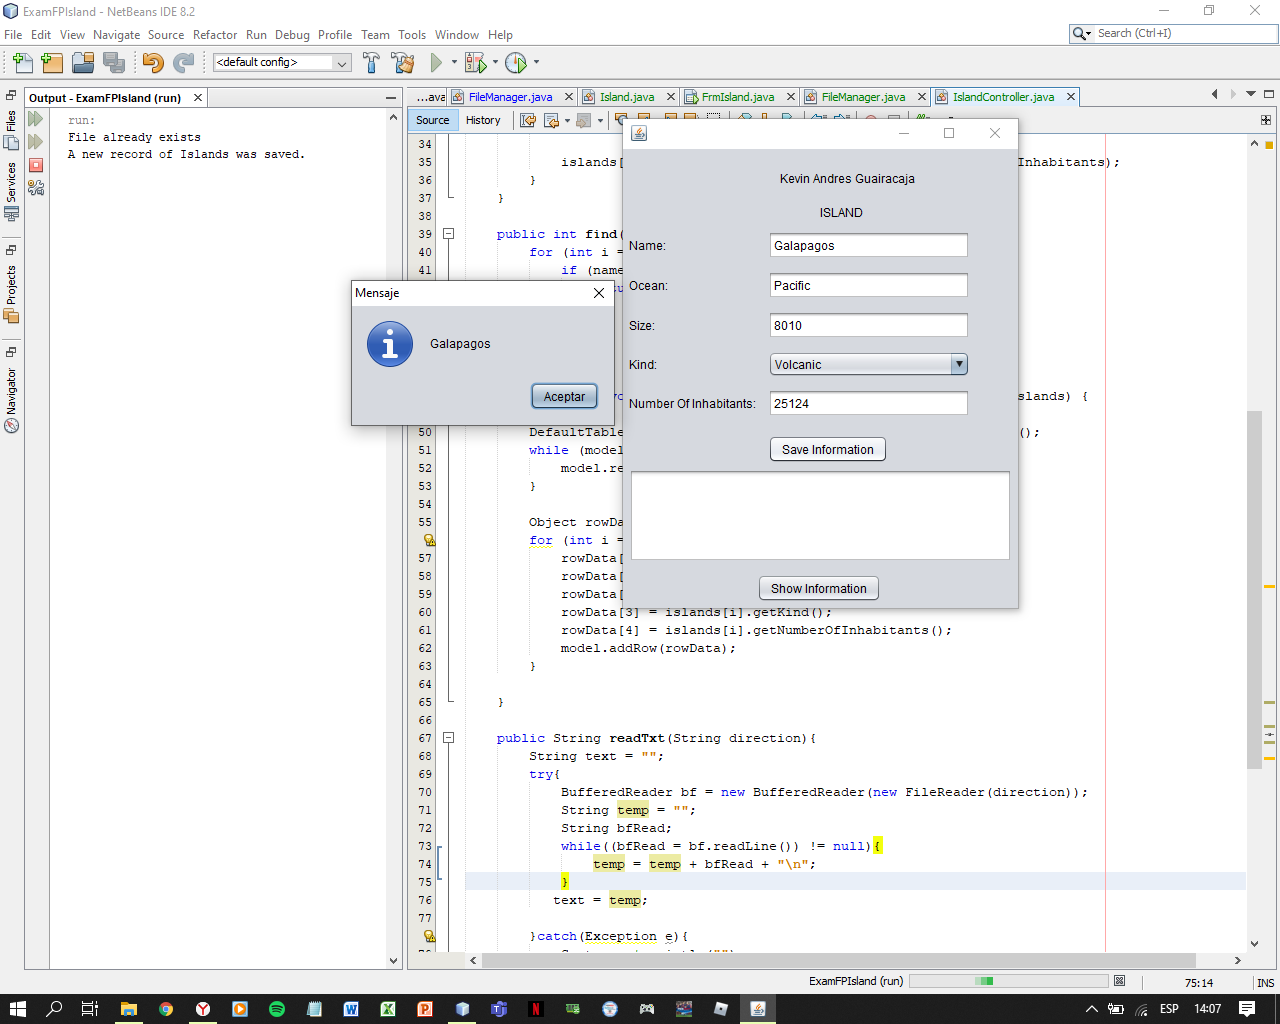 ExamFPIsland - NetBeans IDE 8.2
File Edit View Navigate Source Refactor Run Debug Profile Team Tools Window Help
Search (Ctrl+I)
<default config>
Output - ExamFPIsland (run)
...ava FileManager.java Island.java FrmIsland.java FileManager.java IslandController.java
Source History
Files
Services
Projects
Navigator
run:
File already exists
A new record of Islands was saved.
34
35 islands[ Inhabitants);
36 }
37 }
38
39 public int find(
40 for (int i =
41 if (name
Mensaje
Galapagos
Aceptar
Kevin Andres Guairacaja
ISLAND
Name: Galapagos
Ocean: Pacific
Size: 8010
Kind: Volcanic
Number Of Inhabitants: 25124
Save Information
Show Information
slands) {
50 DefaultTable ();
51 while (model
52 model.re
53 }
54
55 Object rowDa
for (int i =
57 rowData[
58 rowData[
59 rowData[
60 rowData[3] = islands[i].getKind();
61 rowData[4] = islands[i].getNumberOfInhabitants();
62 model.addRow(rowData);
63 }
64
65 }
66
67 public String readTxt(String direction){
68 String text = "";
69 try{
70 BufferedReader bf = new BufferedReader(new FileReader(direction));
71 String temp = "";
72 String bfRead;
73 while((bfRead = bf.readLine()) != null){
74 temp = temp + bfRead + "\n";
75 }
76 text = temp;
77
}catch(Exception e){
ExamFPIsland (run)
75:14
INS
ESP
14:07